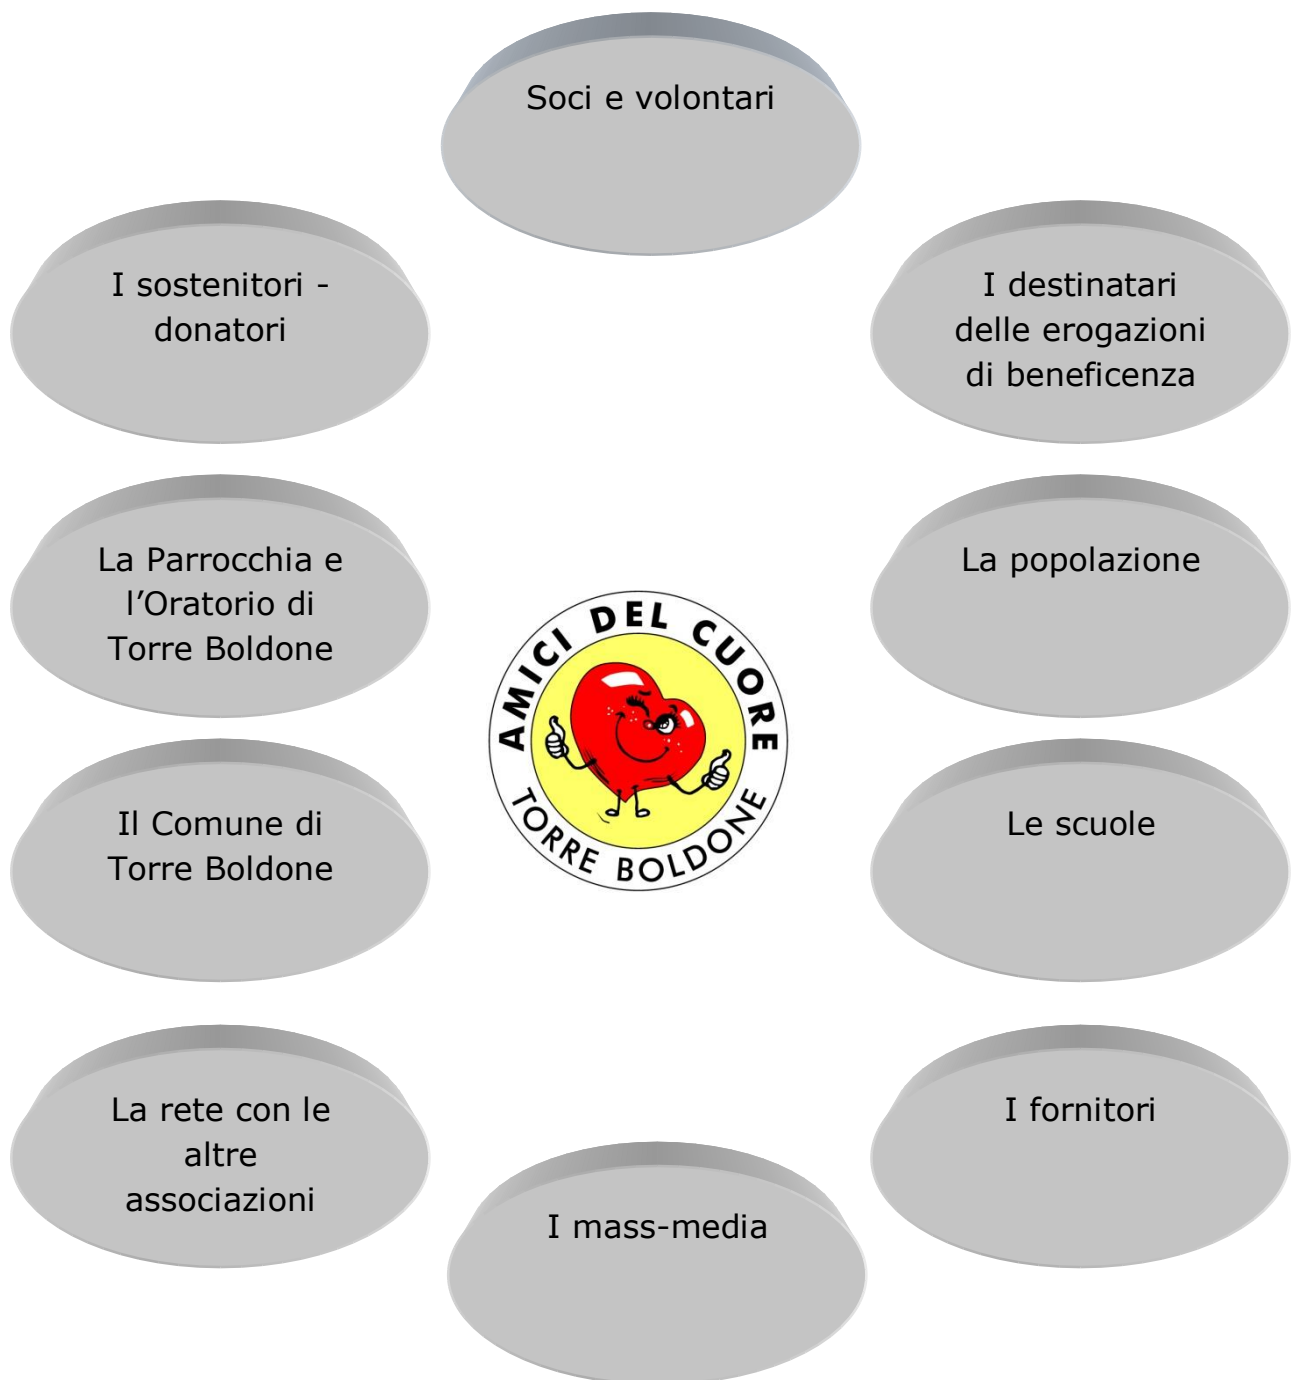 Soci e volontari
I sostenitori -
donatori
I destinatari
delle erogazioni
di beneficenza
La Parrocchia e
l’Oratorio di
Torre Boldone
La popolazione
AMICI DEL CUORE
TORRE BOLDONE
Il Comune di
Torre Boldone
Le scuole
La rete con le
altre
associazioni
I fornitori
I mass-media